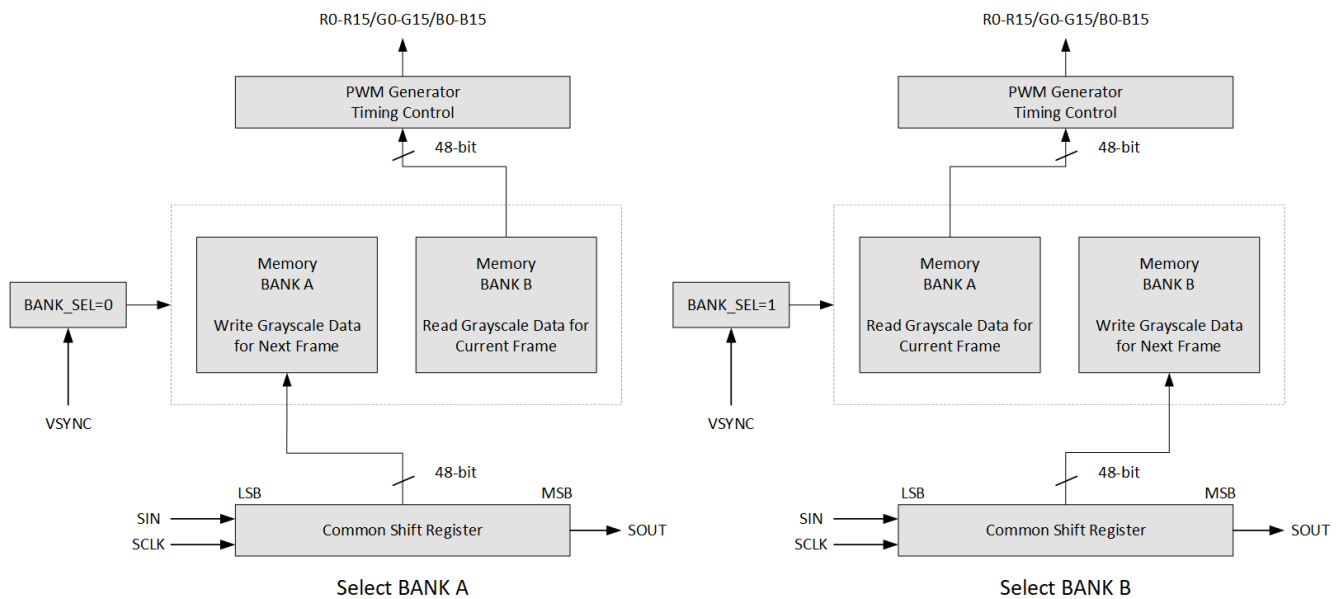 R0-R15/G0-G15/B0-B15
PWM Generator
Timing Control
48-bit
Memory
BANK A
Write Grayscale Data
for Next Frame
Memory
BANK B
Read Grayscale Data for
Current Frame
BANK_SEL=0
VSYNC
48-bit
LSB
MSB
SIN
SCLK
Common Shift Register
SOUT
Select BANK A
R0-R15/G0-G15/B0-B15
PWM Generator
Timing Control
48-bit
Memory
BANK A
Read Grayscale Data for
Current Frame
Memory
BANK B
Write Grayscale Data
for Next Frame
BANK_SEL=1
VSYNC
48-bit
LSB
MSB
SIN
SCLK
Common Shift Register
SOUT
Select BANK B